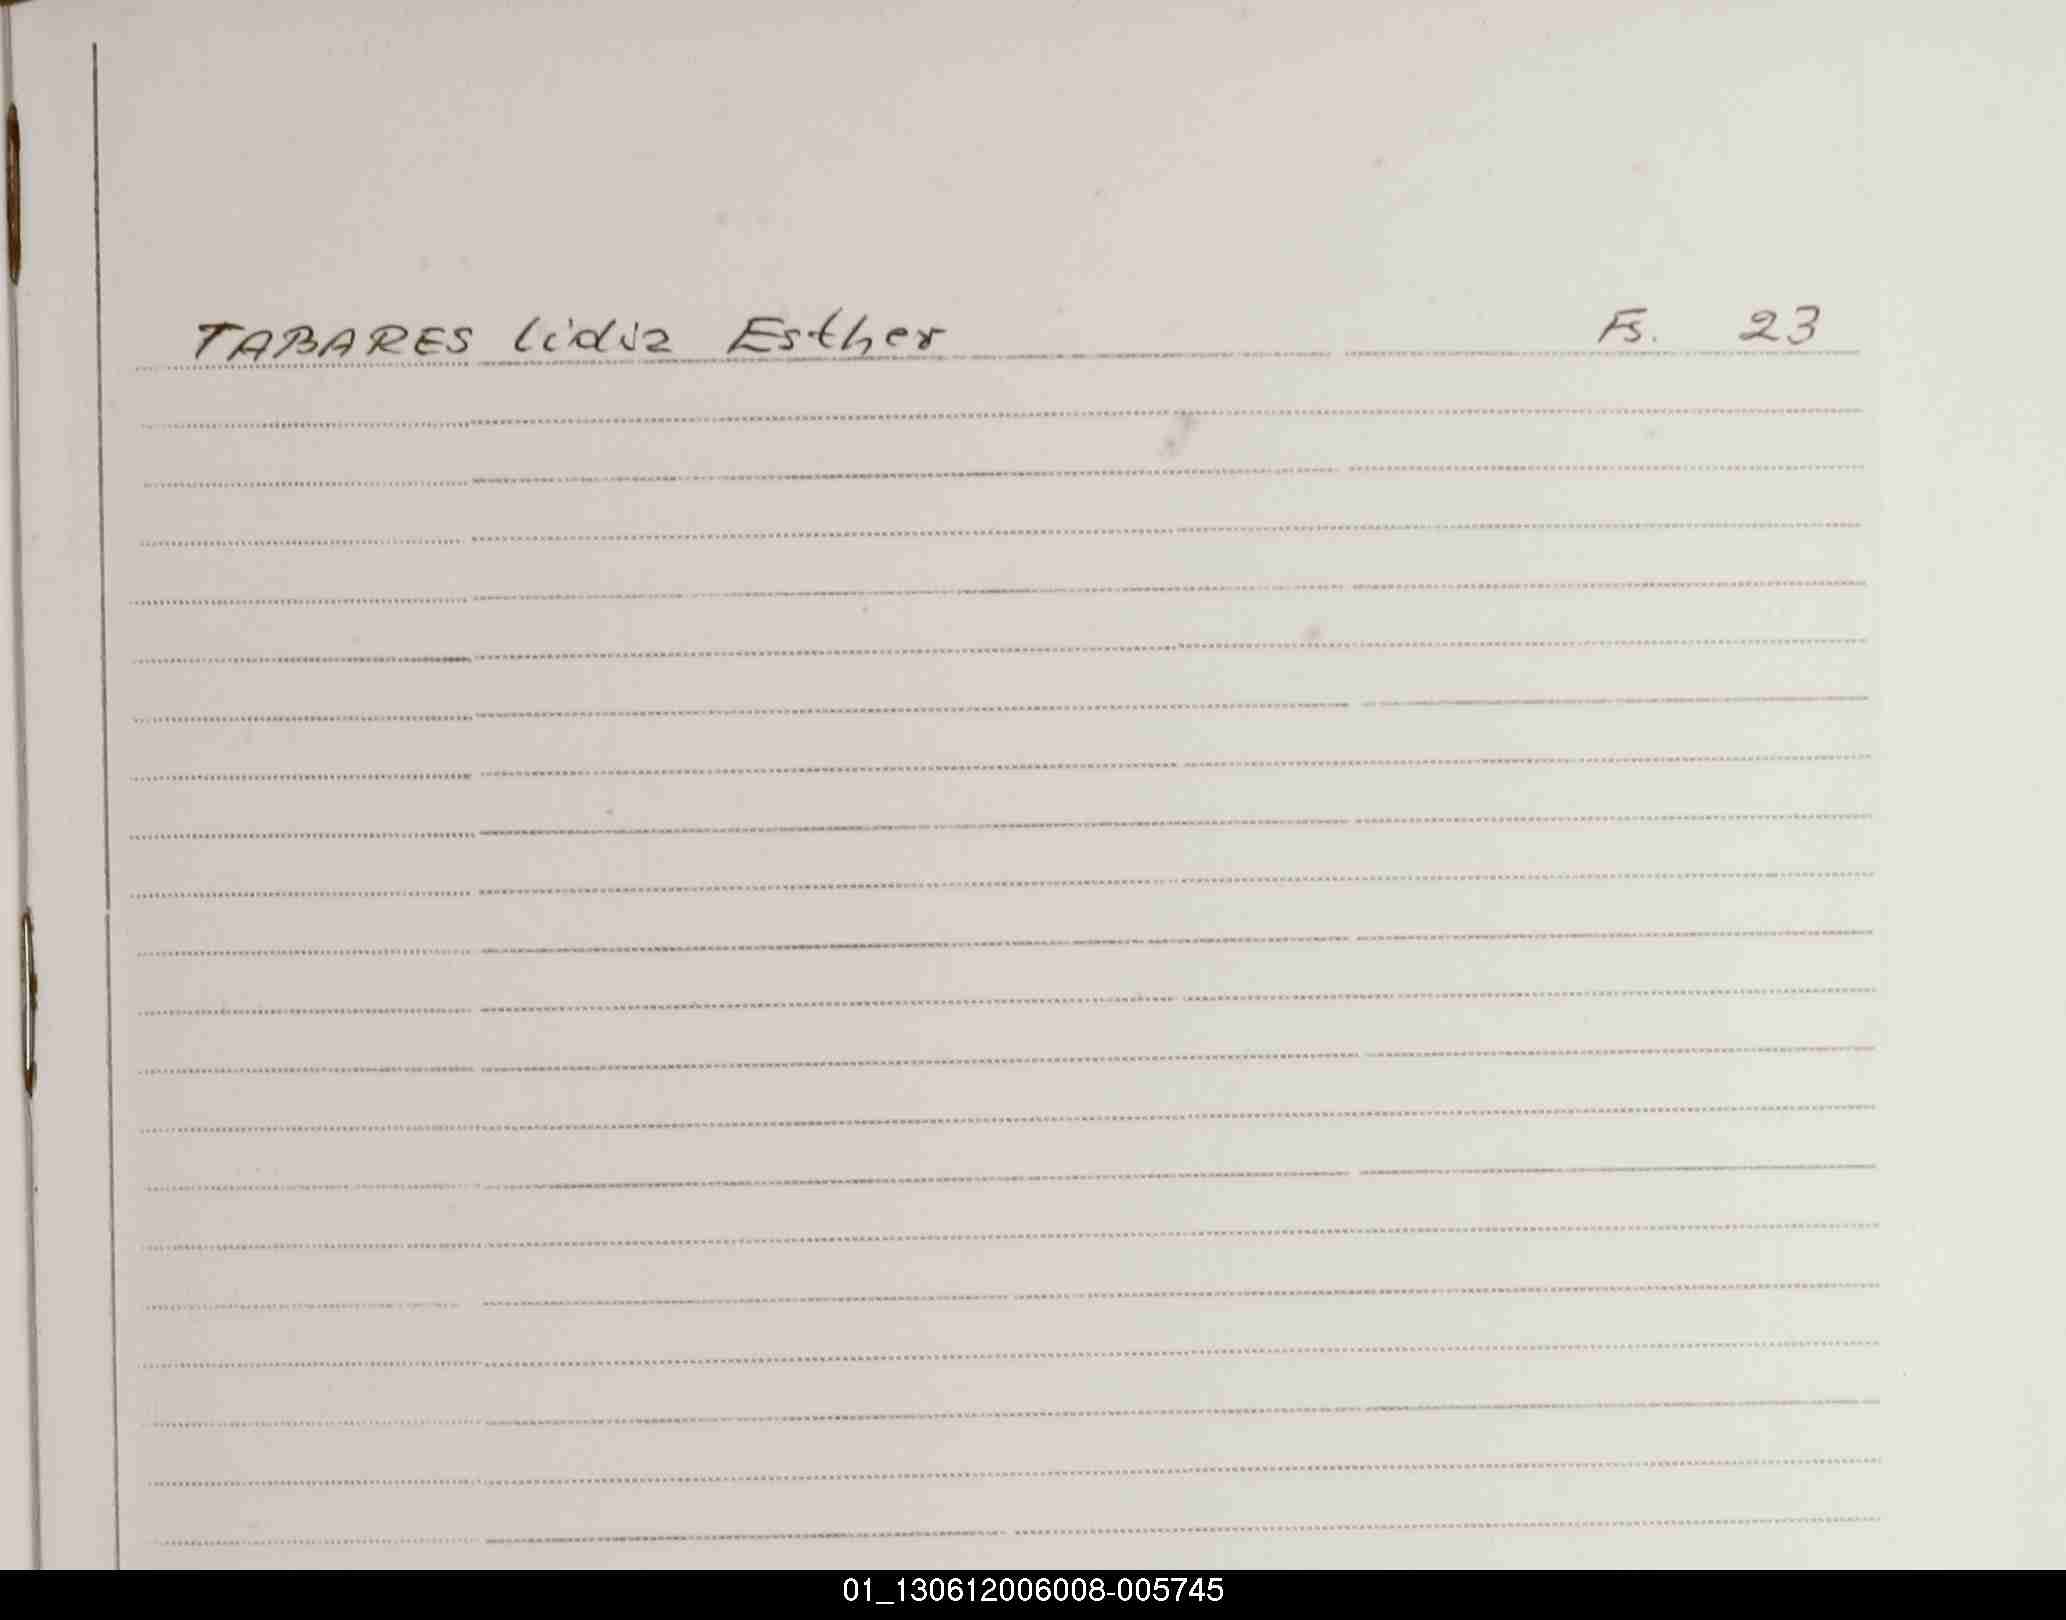 TABARES Lidia Esther Fs. 23
01_130612006008-005745